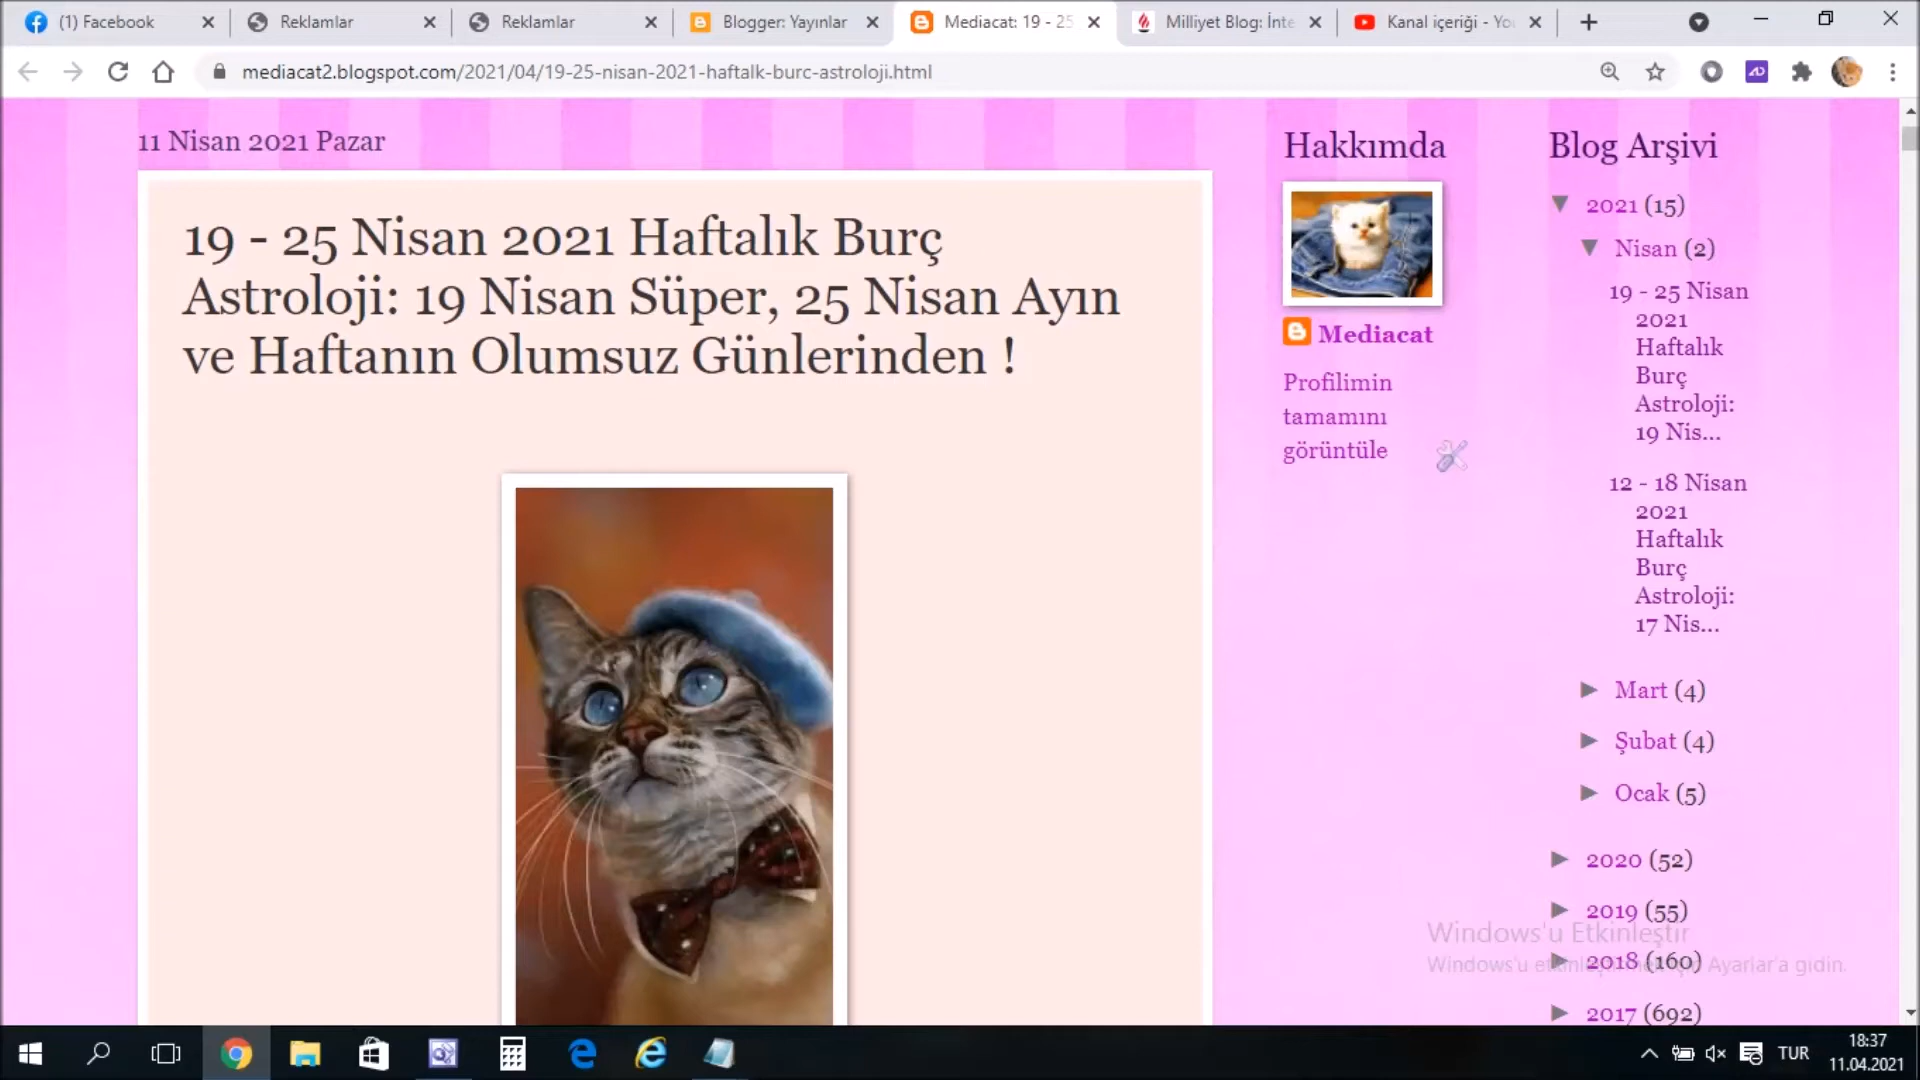 (1) Facebook
Reklamlar
Reklamlar
Blogger: Yayınlar
Mediacat: 19 - 25
Milliyet Blog: İnte
Kanal içeriği - You
mediacat2.blogspot.com/2021/04/19-25-nisan-2021-haftalk-burc-astroloji.html
11 Nisan 2021 Pazar
19 - 25 Nisan 2021 Haftalık Burç
Astroloji: 19 Nisan Süper, 25 Nisan Ayın
ve Haftanın Olumsuz Günlerinden !
Hakkımda
Mediacat
Profilimin
tamamını
görüntüle
Blog Arşivi
▼ 2021 (15)
▼ Nisan (2)
19 - 25 Nisan
2021
Haftalık
Burç
Astroloji:
19 Nis...
12 - 18 Nisan
2021
Haftalık
Burç
Astroloji:
17 Nis...
► Mart (4)
► Şubat (4)
► Ocak (5)
► 2020 (52)
► 2019 (55)
Windows'u Etkinleştir
► 2018 (160)
Windows'u etkinleştirmek için Ayarlar'a gidin.
► 2017 (692)
TUR
18:37
11.04.2021